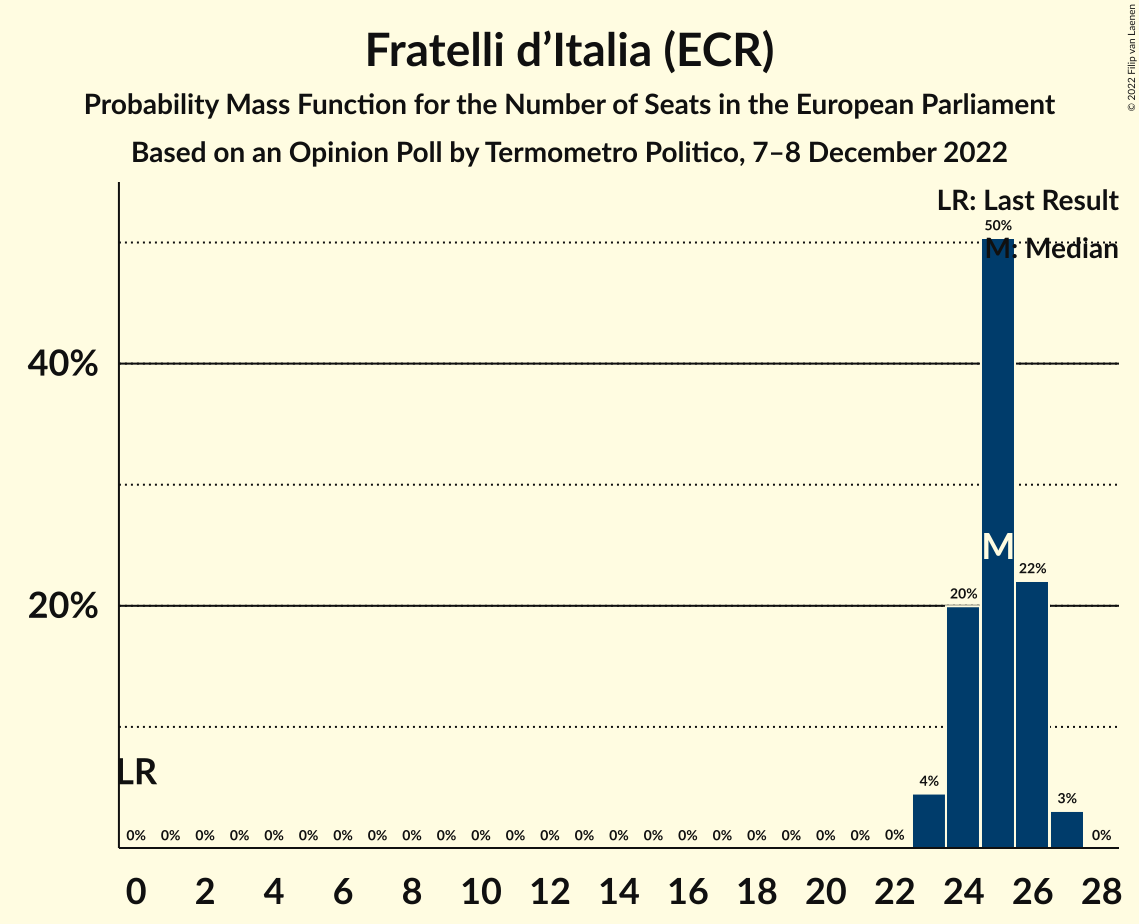 Fratelli d’Italia (ECR)
Probability Mass Function for the Number of Seats in the European Parliament
Based on an Opinion Poll by Termometro Politico, 7–8 December 2022
© 2022 Filip van Laenen
LR: Last Result
M: Median
50%
40%
M
22%
20%
20%
LR
4%
3%
0% 0% 0% 0% 0% 0% 0% 0% 0% 0% 0% 0% 0% 0% 0% 0% 0% 0% 0% 0% 0% 0% 0% 0%
0 2 4 6 8 10 12 14 16 18 20 22 24 26 28